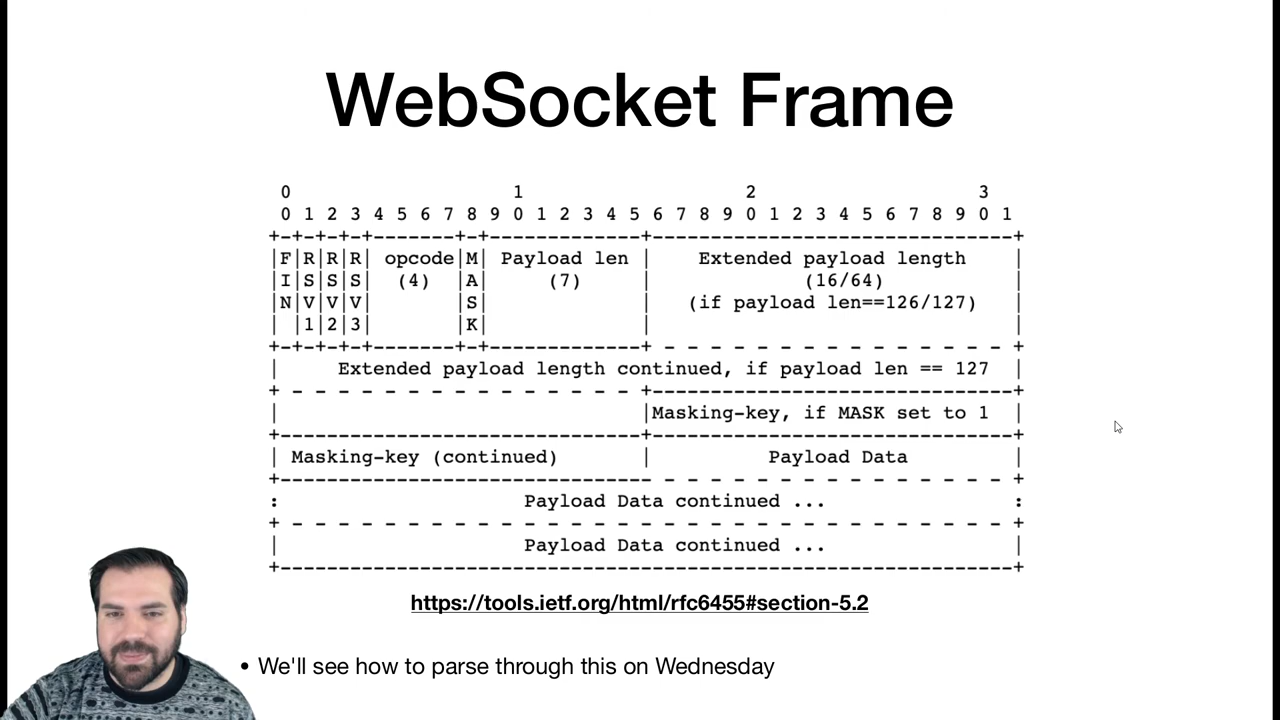 WebSocket Frame
 0                   1                   2                   3
 0 1 2 3 4 5 6 7 8 9 0 1 2 3 4 5 6 7 8 9 0 1 2 3 4 5 6 7 8 9 0 1
+-+-+-+-+-------+-+-------------+-------------------------------+
|F|R|R|R| opcode|M| Payload len |    Extended payload length    |
|I|S|S|S|  (4)  |A|     (7)     |             (16/64)           |
|N|V|V|V|       |S|             |   (if payload len==126/127)   |
| |1|2|3|       |K|             |                               |
+-+-+-+-+-------+-+-------------+ - - - - - - - - - - - - - - - +
|     Extended payload length continued, if payload len == 127  |
+ - - - - - - - - - - - - - - - +-------------------------------+
|                               |Masking-key, if MASK set to 1  |
+-------------------------------+-------------------------------+
| Masking-key (continued)       |          Payload Data         |
+-------------------------------- - - - - - - - - - - - - - - - +
:                     Payload Data continued ...                :
+ - - - - - - - - - - - - - - - - - - - - - - - - - - - - - - - +
|                     Payload Data continued ...                |
+---------------------------------------------------------------+
https://tools.ietf.org/html/rfc6455#section-5.2
• We'll see how to parse through this on Wednesday